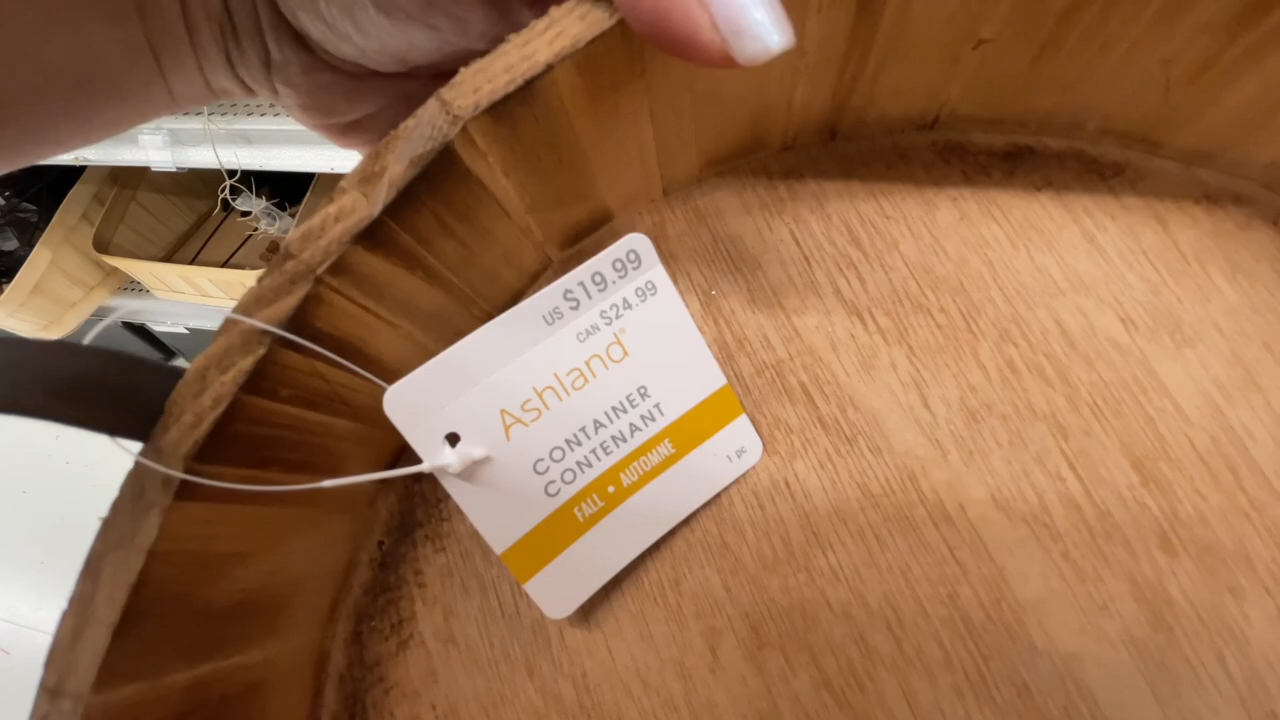 US $19.99
CAN $24.99
Ashland®
CONTAINER
CONTENANT
FALL • AUTOMNE
1 pc